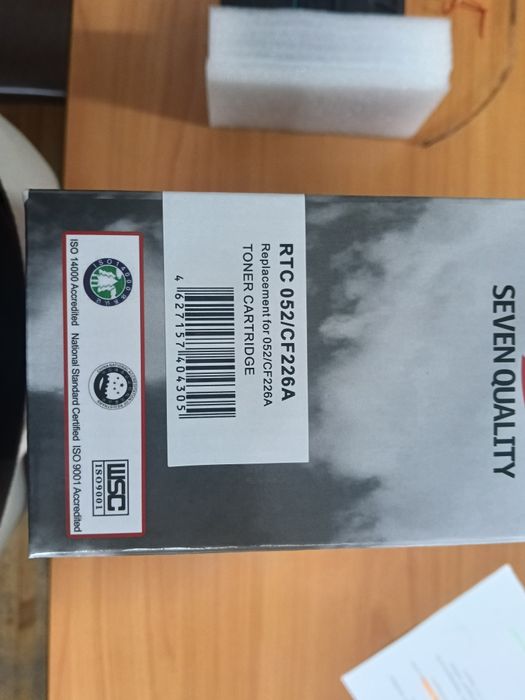 SEVEN QUALITY
RTC 052/CF226A
Replacement for 052/CF226A
TONER CARTRIDGE
4 627157 404305
ISO14000
WSC
ISO9001
ISO 14000 Accredited National Standard Certified ISO 9001 Accredited